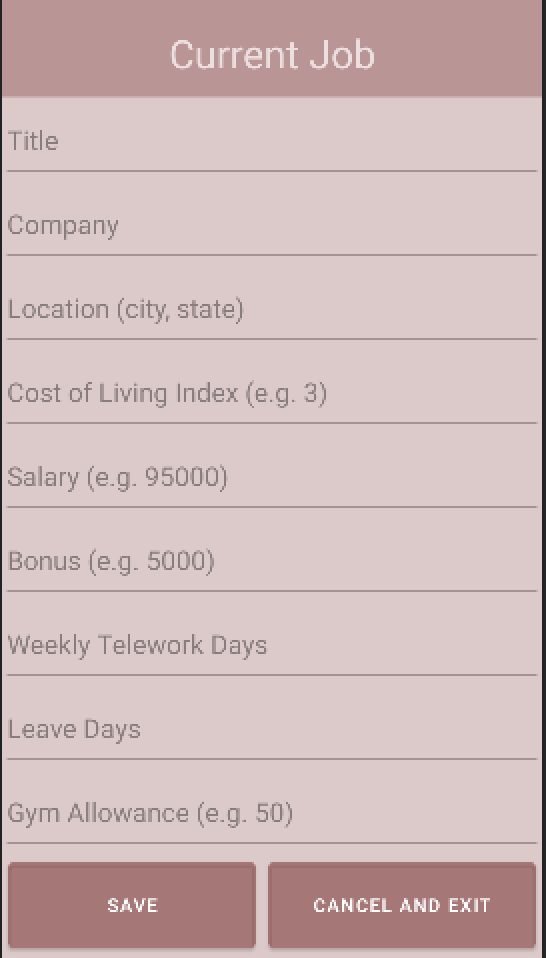 Current Job
Title
Company
Location (city, state)
Cost of Living Index (e.g. 3)
Salary (e.g. 95000)
Bonus (e.g. 5000)
Weekly Telework Days
Leave Days
Gym Allowance (e.g. 50)
SAVE
CANCEL AND EXIT